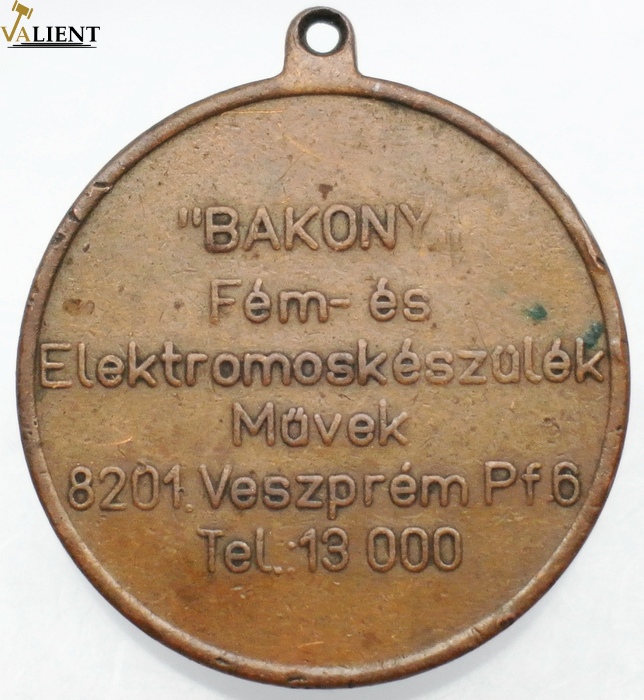 VALIENT
"BAKONY„
Fém- és
Elektromoskészülék
Művek
8201 Veszprém Pf.6
Tel.:13 000